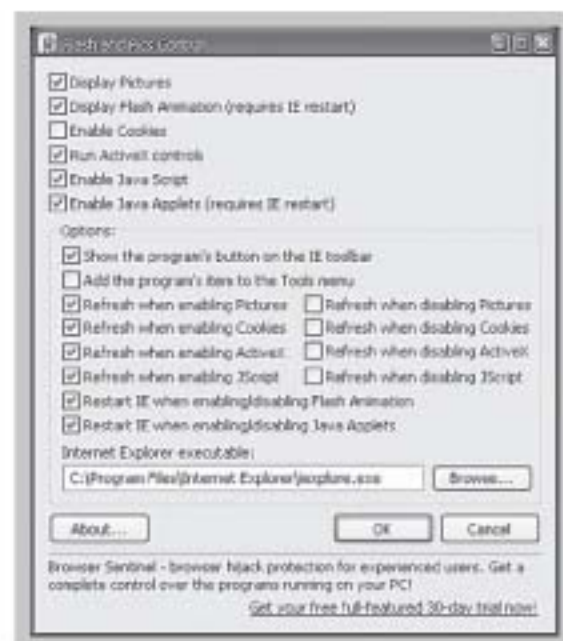 Flash and Pics Control
Display Pictures
Display Flash Animation (requires IE restart)
Enable Cookies
Run ActiveX controls
Enable Java Script
Enable Java Applets (requires IE restart)
Options:
Show the program's button on the IE toolbar
Add the program's item to the Tools menu
Refresh when enabling Pictures Refresh when disabling Pictures
Refresh when enabling Cookies Refresh when disabling Cookies
Refresh when enabling ActiveX Refresh when disabling ActiveX
Refresh when enabling JScript Refresh when disabling JScript
Restart IE when enabling/disabling Flash Animation
Restart IE when enabling/disabling Java Applets
Internet Explorer executable:
C:\Program Files\Internet Explorer\iexplore.exe Browse...
About... OK Cancel
Browser Sentinel - browser hijack protection for experienced users. Get a
complete control over the programs running on your PC!
Get your free full-featured 30-day trial now!